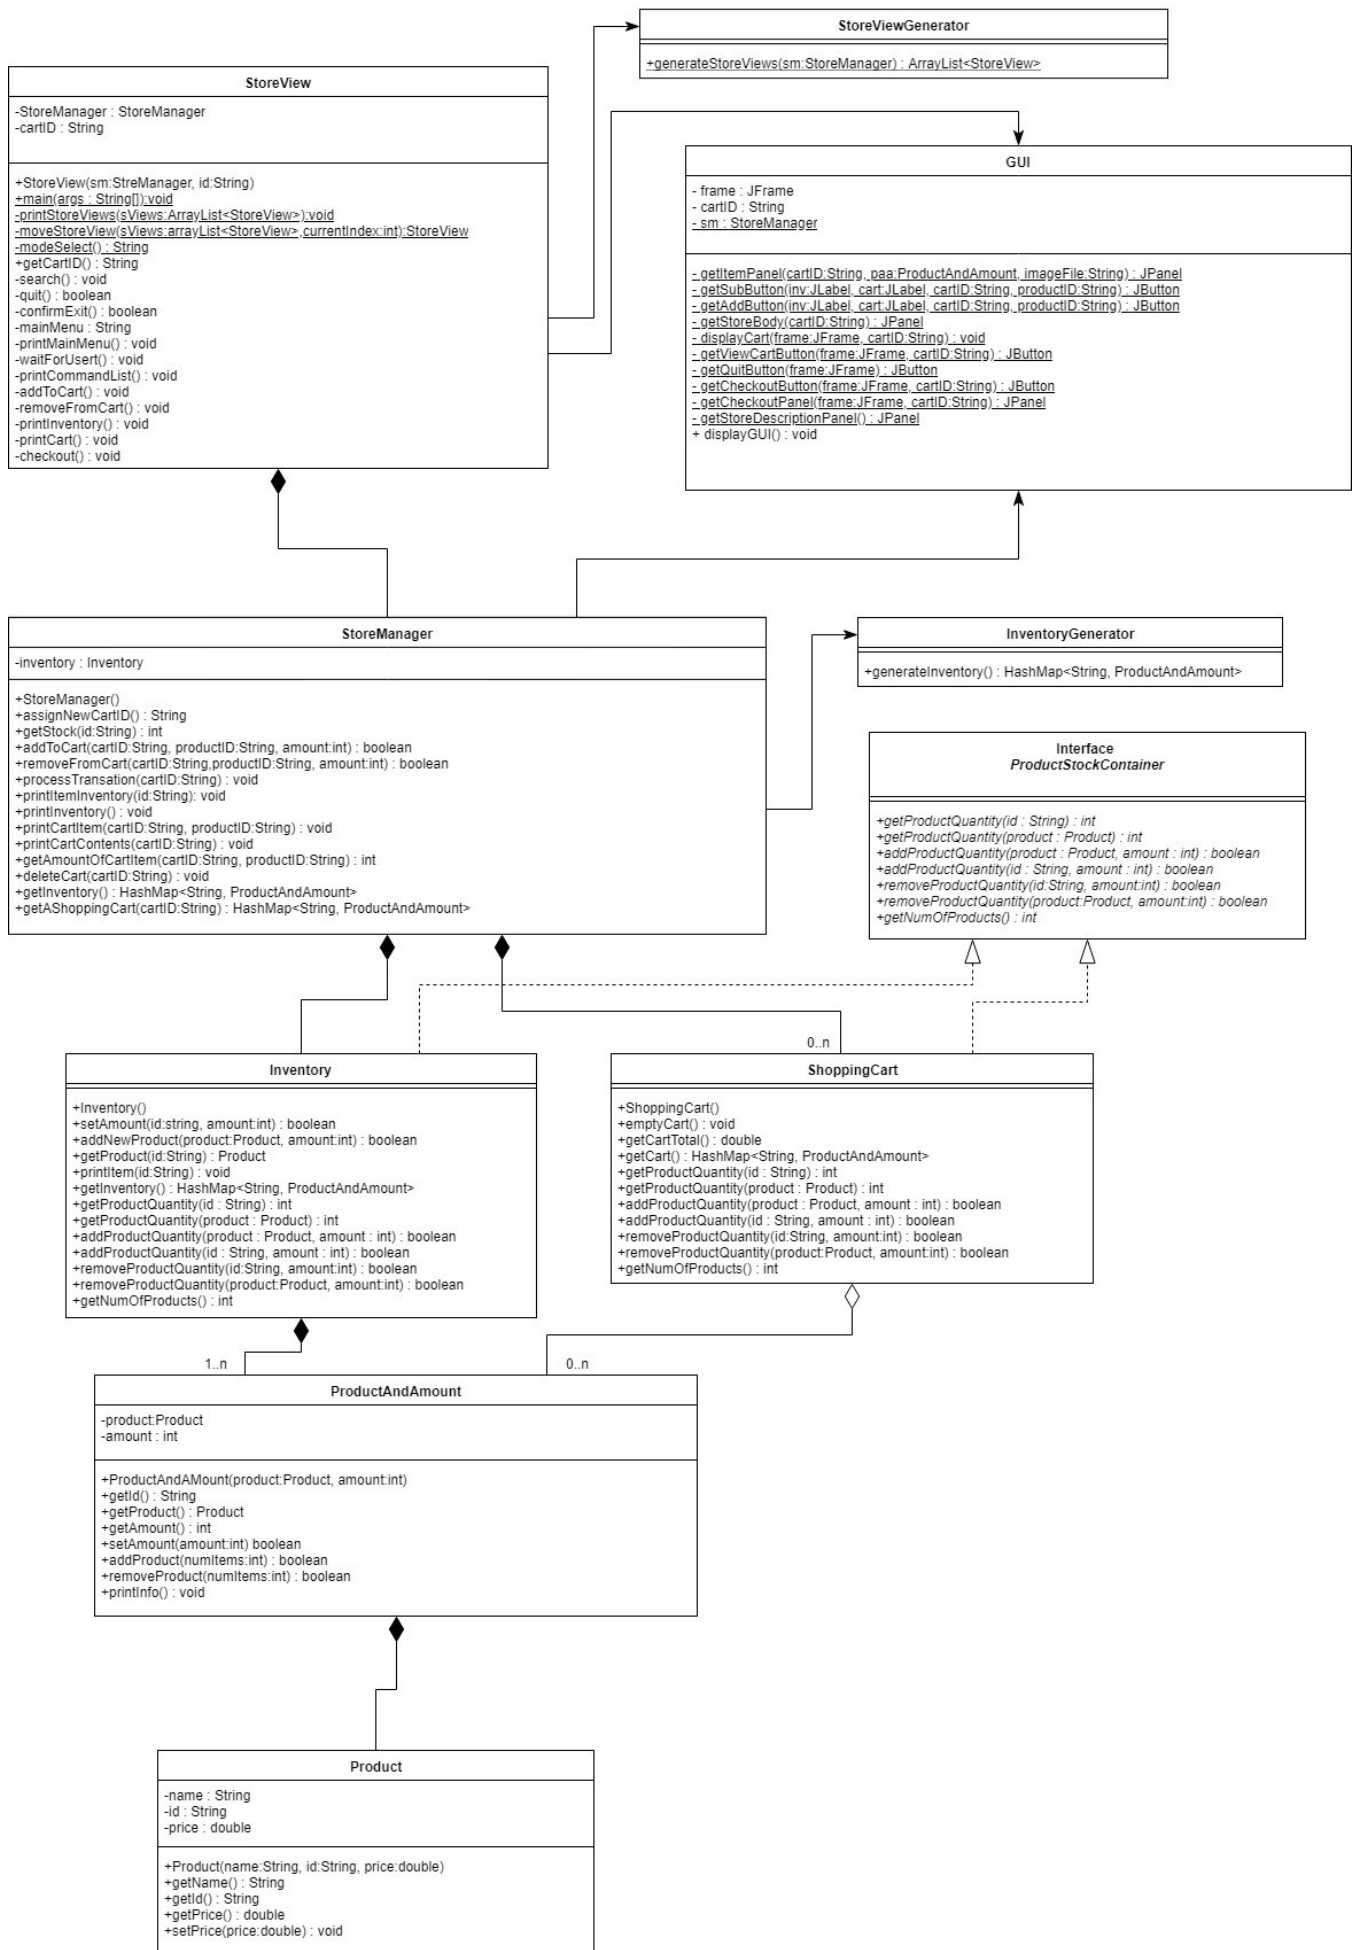 StoreViewGenerator
+generateStoreViews(sm:StoreManager) : ArrayList<StoreView>
StoreView
-StoreManager : StoreManager
-cartID : String
+StoreView(sm:StreManager, id:String)
+main(args : String[]):void
-printStoreViews(sViews:ArrayList<StoreView>):void
-moveStoreView(sViews:arrayList<StoreView>,currentIndex:int):StoreView
-modeSelect() : String
+getCartID() : String
-search() : void
-quit() : boolean
-confirmExit() : boolean
-mainMenu : String
-printMainMenu() : void
-waitForUsert() : void
-printCommandList() : void
-addToCart() : void
-removeFromCart() : void
-printInventory() : void
-printCart() : void
-checkout() : void
GUI
- frame : JFrame
- cartID : String
- sm : StoreManager
- getItemPanel(cartID:String, paa:ProductAndAmount, imageFile:String) : JPanel
- getSubButton(inv:JLabel, cart:JLabel, cartID:String, productID:String) : JButton
- getAddButton(inv:JLabel, cart:JLabel, cartID:String, productID:String) : JButton
- getStoreBody(cartID:String) : JPanel
- displayCart(frame:JFrame, cartID:String) : void
- getViewCartButton(frame:JFrame, cartID:String) : JButton
- getQuitButton(frame:JFrame) : JButton
- getCheckoutButton(frame:JFrame, cartID:String) : JButton
- getCheckoutPanel(frame:JFrame, cartID:String) : JPanel
- getStoreDescriptionPanel() : JPanel
+ displayGUI() : void
StoreManager
-inventory : Inventory
+StoreManager()
+assignNewCartID() : String
+getStock(id:String) : int
+addToCart(cartID:String, productID:String, amount:int) : boolean
+removeFromCart(cartID:String,productID:String, amount:int) : boolean
+processTransation(cartID:String) : void
+printItemInventory(id:String): void
+printInventory() : void
+printCartItem(cartID:String, productID:String) : void
+printCartContents(cartID:String) : void
+getAmountOfCartItem(cartID:String, productID:String) : int
+deleteCart(cartID:String) : void
+getInventory() : HashMap<String, ProductAndAmount>
+getAShoppingCart(cartID:String) : HashMap<String, ProductAndAmount>
InventoryGenerator
+generateInventory() : HashMap<String, ProductAndAmount>
Interface
ProductStockContainer
+getProductQuantity(id : String) : int
+getProductQuantity(product : Product) : int
+addProductQuantity(product : Product, amount : int) : boolean
+addProductQuantity(id : String, amount : int) : boolean
+removeProductQuantity(id:String, amount:int) : boolean
+removeProductQuantity(product:Product, amount:int) : boolean
+getNumOfProducts() : int
0..n
Inventory
+Inventory()
+setAmount(id:string, amount:int) : boolean
+addNewProduct(product:Product, amount:int) : boolean
+getProduct(id:String) : Product
+printItem(id:String) : void
+getInventory() : HashMap<String, ProductAndAmount>
+getProductQuantity(id : String) : int
+getProductQuantity(product : Product) : int
+addProductQuantity(product : Product, amount : int) : boolean
+addProductQuantity(id : String, amount : int) : boolean
+removeProductQuantity(id:String, amount:int) : boolean
+removeProductQuantity(product:Product, amount:int) : boolean
+getNumOfProducts() : int
ShoppingCart
+ShoppingCart()
+emptyCart() : void
+getCartTotal() : double
+getCart() : HashMap<String, ProductAndAmount>
+getProductQuantity(id : String) : int
+getProductQuantity(product : Product) : int
+addProductQuantity(product : Product, amount : int) : boolean
+addProductQuantity(id : String, amount : int) : boolean
+removeProductQuantity(id:String, amount:int) : boolean
+removeProductQuantity(product:Product, amount:int) : boolean
+getNumOfProducts() : int
1..n
0..n
ProductAndAmount
-product:Product
-amount : int
+ProductAndAMount(product:Product, amount:int)
+getId() : String
+getProduct() : Product
+getAmount() : int
+setAmount(amount:int) boolean
+addProduct(numItems:int) : boolean
+removeProduct(numItems:int) : boolean
+printInfo() : void
Product
-name : String
-id : String
-price : double
+Product(name:String, id:String, price:double)
+getName() : String
+getId() : String
+getPrice() : double
+setPrice(price:double) : void